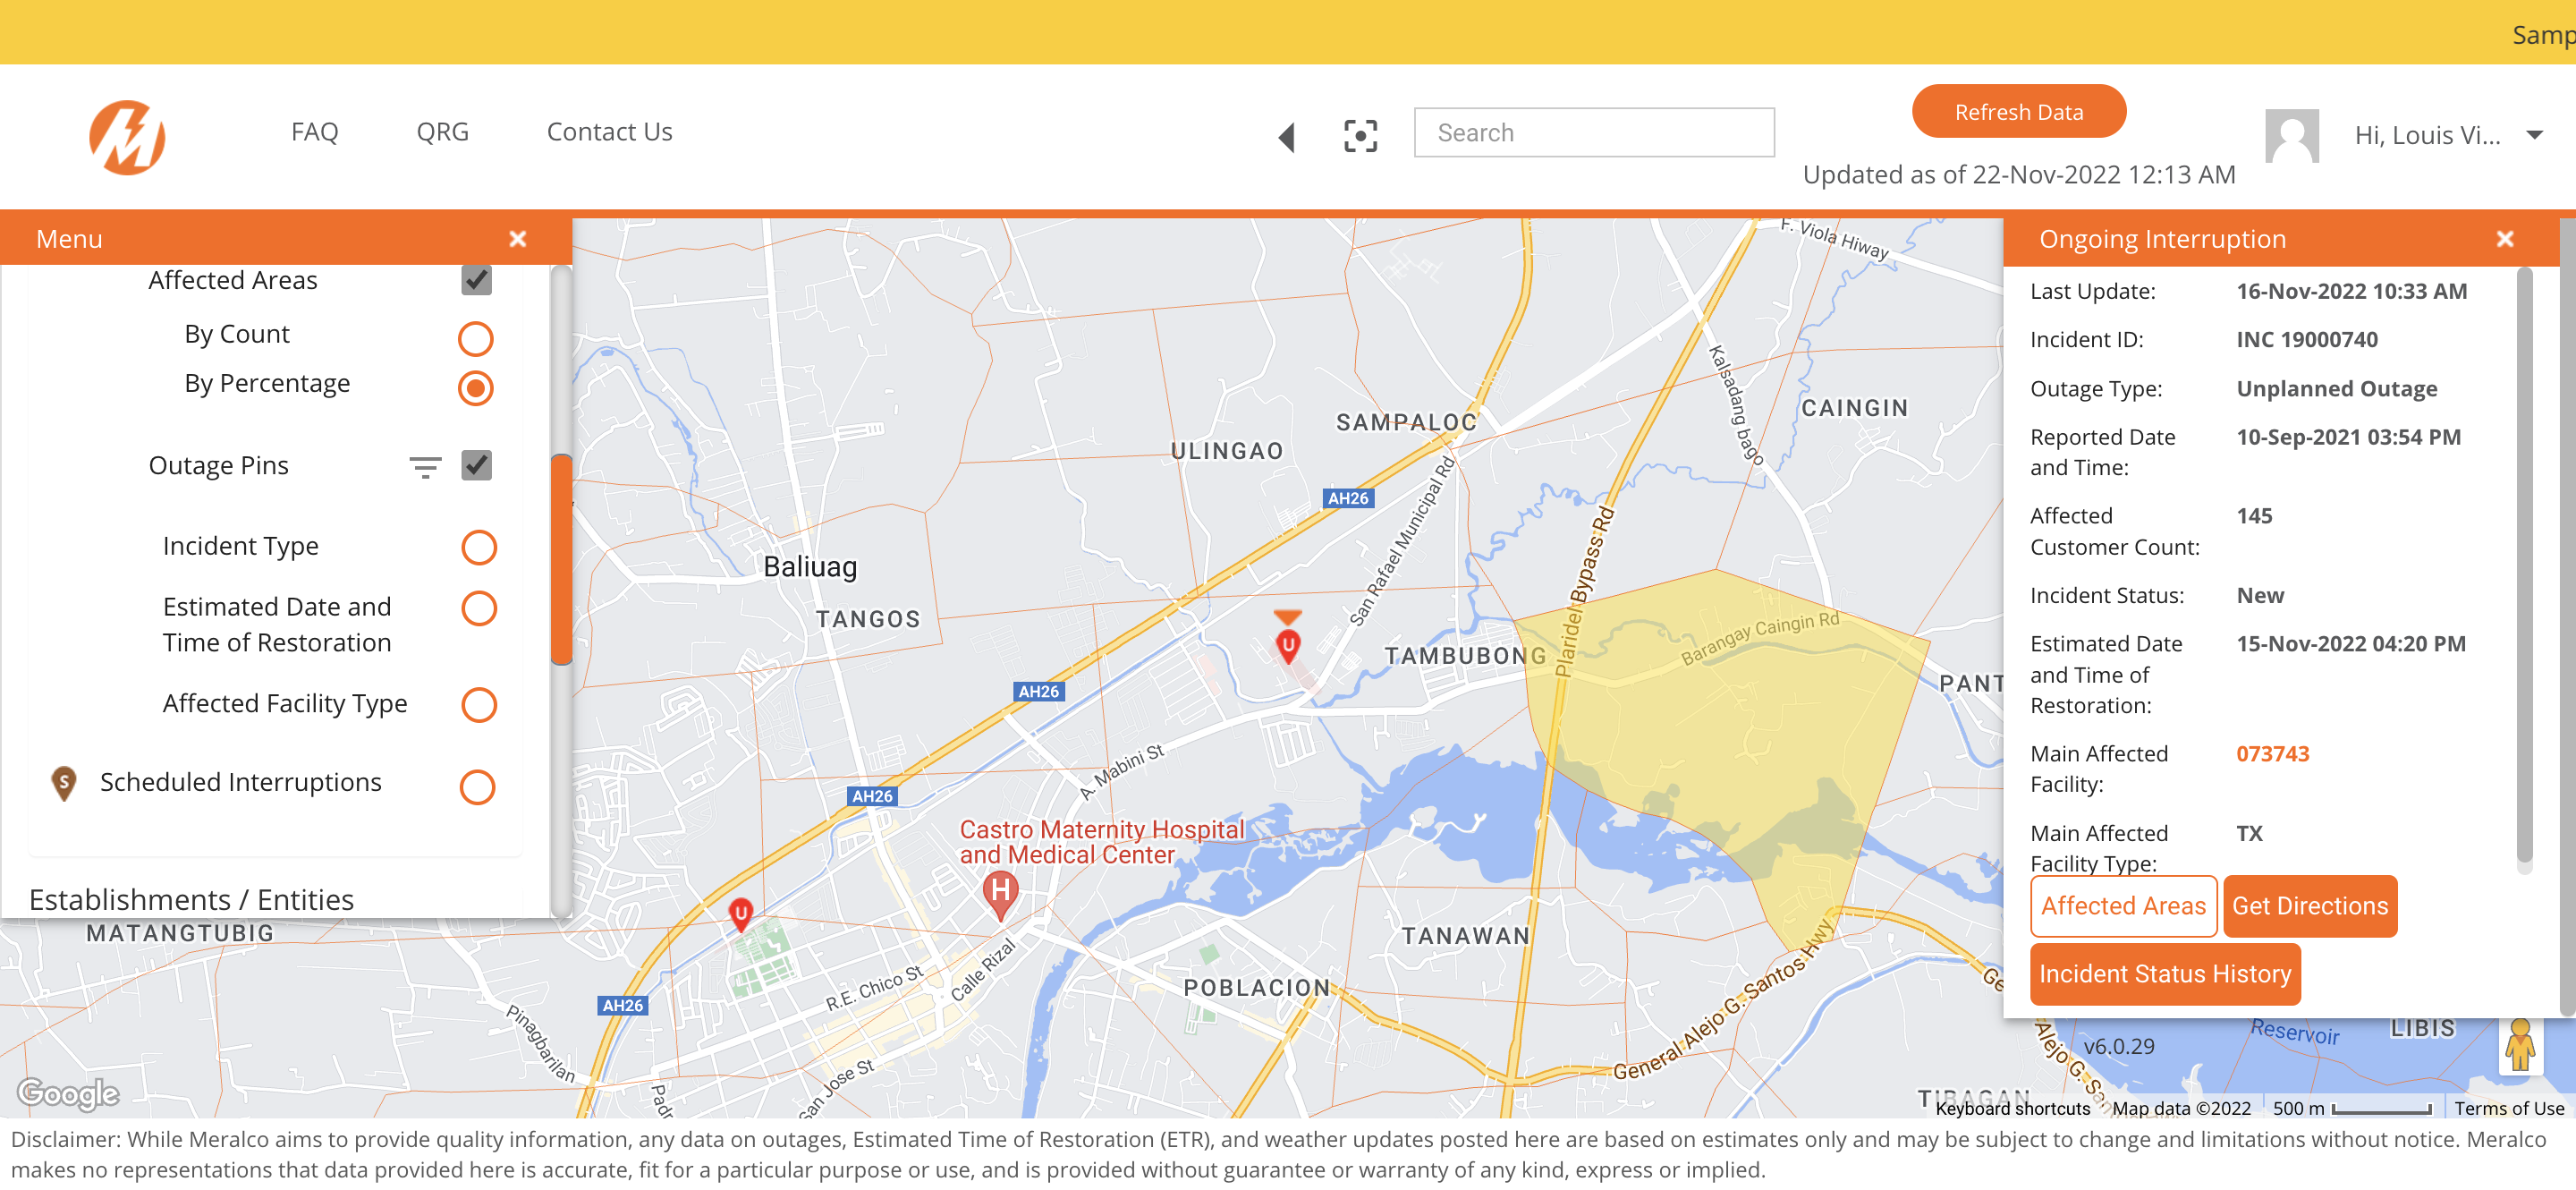 Samp
FAQ
QRG
Contact Us
Search
Refresh Data
Updated as of 22-Nov-2022 12:13 AM
Hi, Louis Vi...
Menu
Affected Areas
By Count
By Percentage
Outage Pins
Incident Type
Estimated Date and
Time of Restoration
Affected Facility Type
S
Scheduled Interruptions
Establishments / Entities
F. Viola Hiway
Kalsadang bago
CAINGIN
SAMPALOC
ULINGAO
AH26
San Rafael Municipal Rd
Plaridel Bypass Rd
Baliuag
TANGOS
U
TAMBUBONG
Barangay Caingin Rd
PANT
AH26
A. Mabini St
AH26
Castro Maternity Hospital
and Medical Center
H
U
MATANGTUBIG
TANAWAN
R.E. Chico St
Calle Rizal
POBLACION
AH26
Pinagbarilan
General Alejo G. Santos Hwy
Ge
Alejo G. Sa
San Jose St
Padr
Reservoir
LIBIS
v6.0.29
TIBAGAN
Google
Keyboard shortcuts
Map data ©2022
500 m
Terms of Use
Ongoing Interruption
Last Update: 16-Nov-2022 10:33 AM
Incident ID: INC 19000740
Outage Type: Unplanned Outage
Reported Date 10-Sep-2021 03:54 PM
and Time:
Affected 145
Customer Count:
Incident Status: New
Estimated Date 15-Nov-2022 04:20 PM
and Time of
Restoration:
Main Affected 073743
Facility:
Main Affected TX
Facility Type:
Affected Areas
Get Directions
Incident Status History
Disclaimer: While Meralco aims to provide quality information, any data on outages, Estimated Time of Restoration (ETR), and weather updates posted here are based on estimates only and may be subject to change and limitations without notice. Meralco
makes no representations that data provided here is accurate, fit for a particular purpose or use, and is provided without guarantee or warranty of any kind, express or implied.